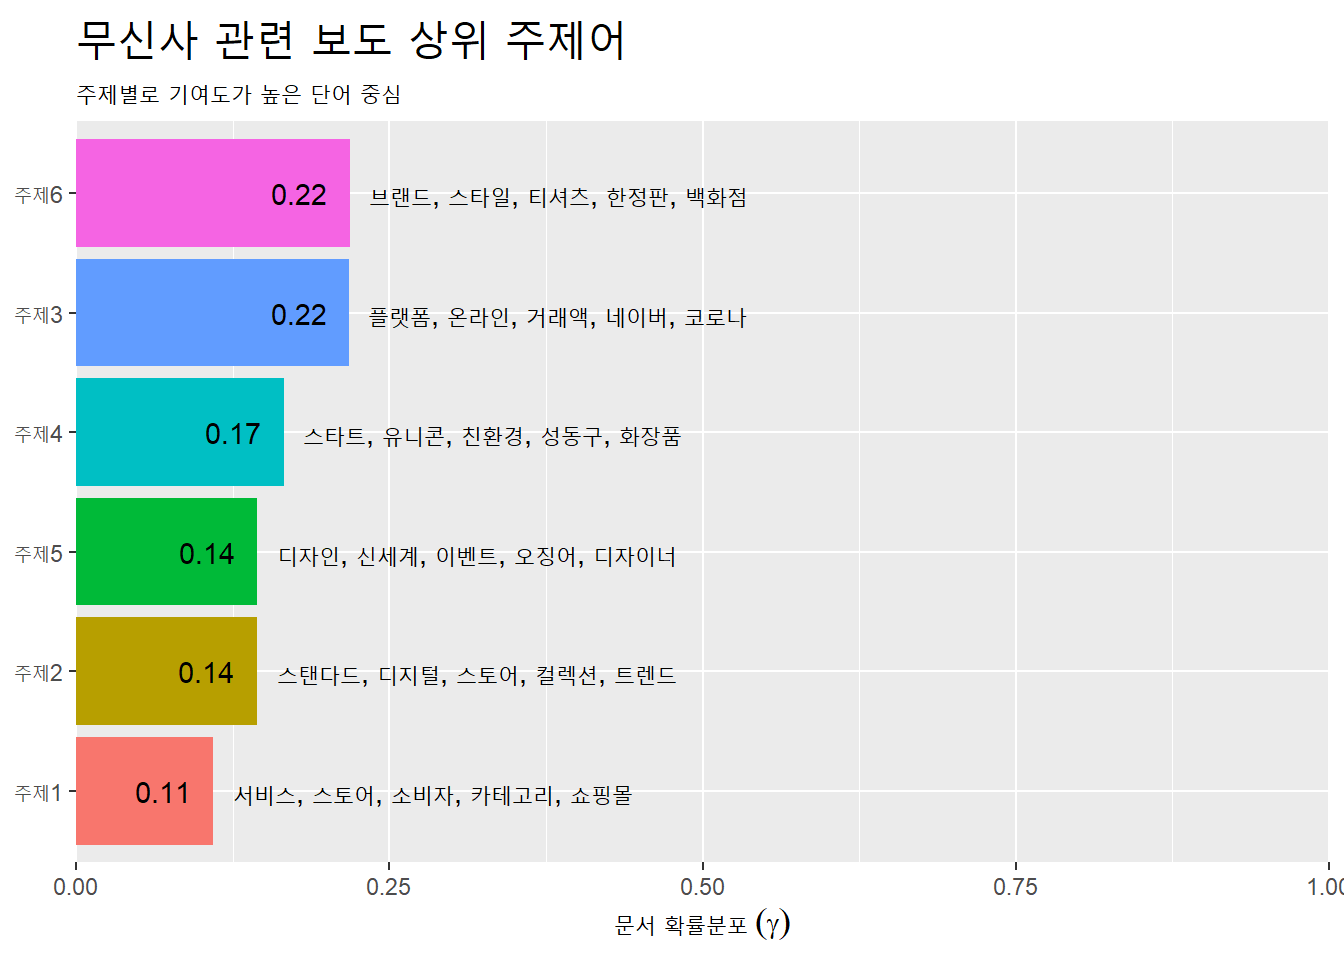 무신사 관련 보도 상위 주제어
주제별로 기여도가 높은 단어 중심
주제6 0.22 브랜드, 스타일, 티셔츠, 한정판, 백화점
주제3 0.22 플랫폼, 온라인, 거래액, 네이버, 코로나
주제4 0.17 스타트, 유니콘, 친환경, 성동구, 화장품
주제5 0.14 디자인, 신세계, 이벤트, 오징어, 디자이너
주제2 0.14 스탠다드, 디지털, 스토어, 컬렉션, 트렌드
주제1 0.11 서비스, 스토어, 소비자, 카테고리, 쇼핑몰
0.00 0.25 0.50 0.75 1.00
문서 확률분포 (γ)